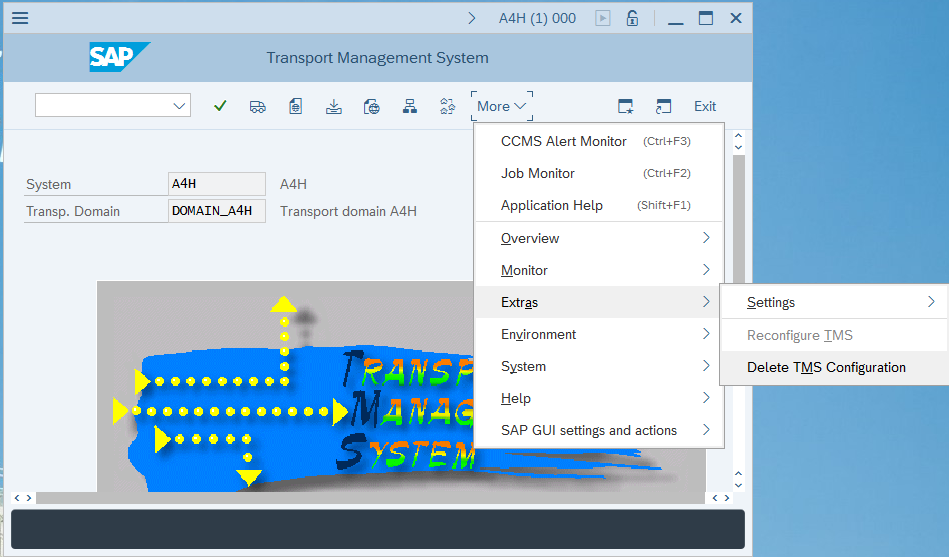 A4H (1) 000
SAP
Transport Management System
More
Exit
System A4H A4H
Transp. Domain DOMAIN_A4H Transport domain A4H
CCMS Alert Monitor (Ctrl+F3)
Job Monitor (Ctrl+F2)
Application Help (Shift+F1)
Overview
Monitor
Extras
Environment
System
Help
SAP GUI settings and actions
Settings
Reconfigure TMS
Delete TMS Configuration
TRANSP
MANAG
SYSTEM